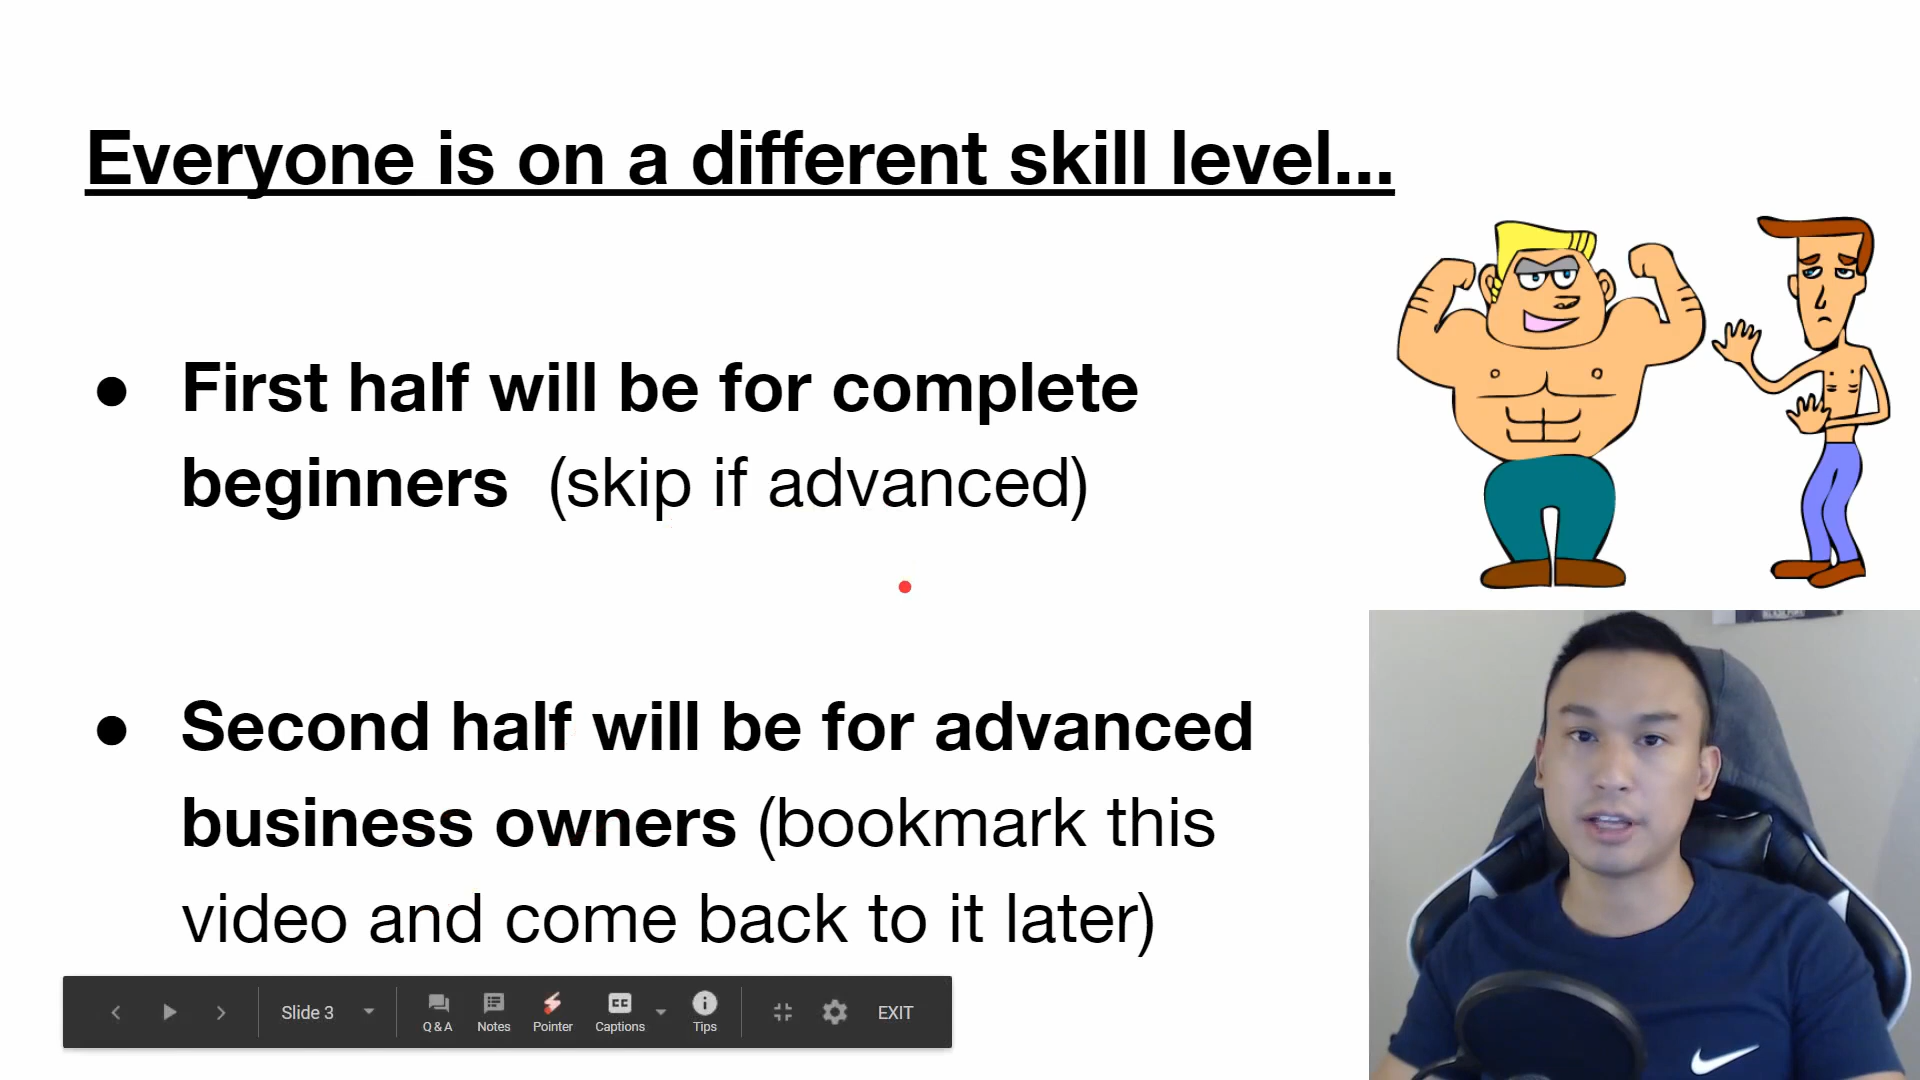 Everyone is on a different skill level...
● First half will be for complete
beginners (skip if advanced)
● Second half will be for advanced
business owners (bookmark this
video and come back to it later)
Slide 3
Q & A
Notes
CC
Pointer
Captions
Tips
EXIT